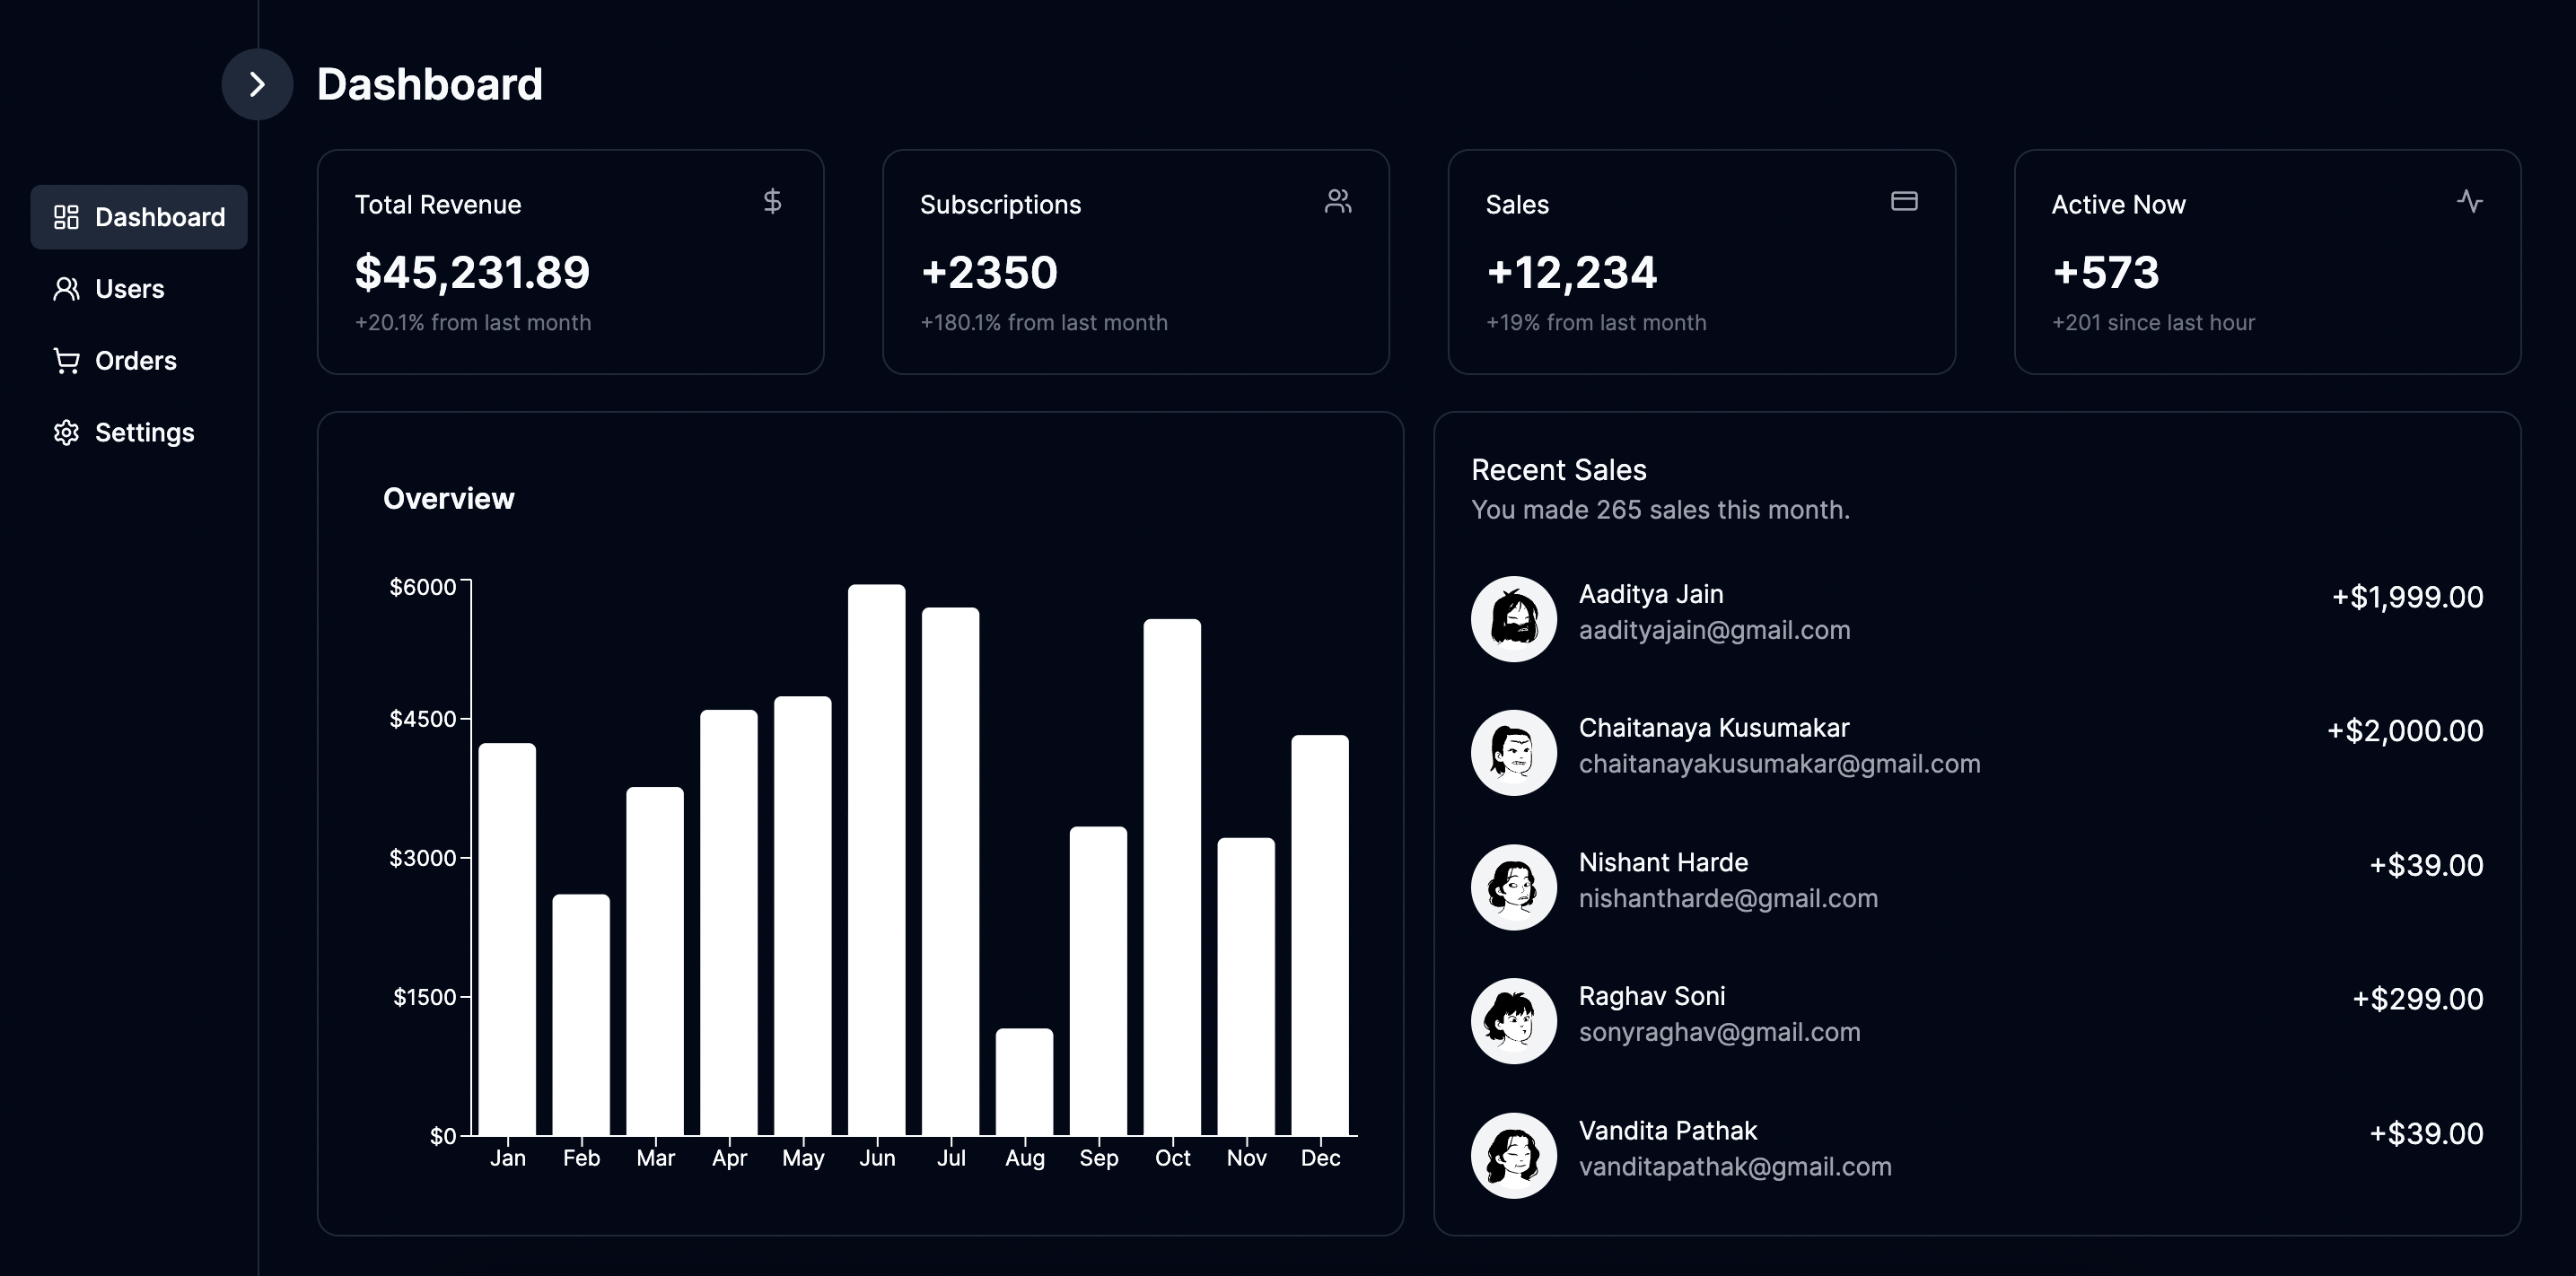 Dashboard
Dashboard
Users
Orders
Settings
Total Revenue
$45,231.89
+20.1% from last month
Subscriptions
+2350
+180.1% from last month
Sales
+12,234
+19% from last month
Active Now
+573
+201 since last hour
Overview
$6000
$4500
$3000
$1500
$0
Jan Feb Mar Apr May Jun Jul Aug Sep Oct Nov Dec
Recent Sales
You made 265 sales this month.
Aaditya Jain
aadityajain@gmail.com
+$1,999.00
Chaitanaya Kusumakar
chaitanayakusumakar@gmail.com
+$2,000.00
Nishant Harde
nishantharde@gmail.com
+$39.00
Raghav Soni
sonyraghav@gmail.com
+$299.00
Vandita Pathak
vanditapathak@gmail.com
+$39.00